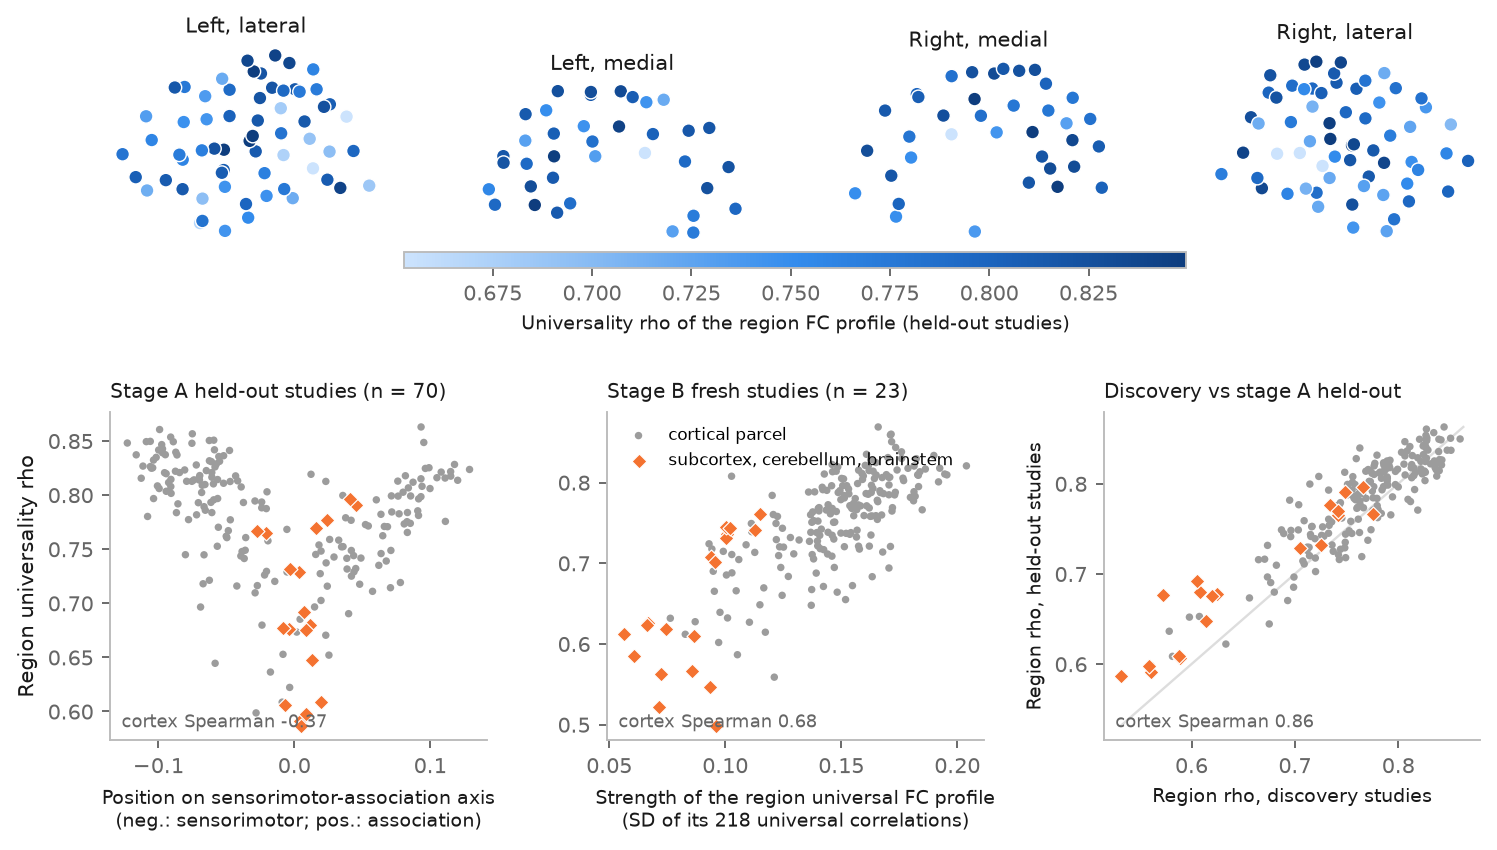 Left, lateral
Left, medial
Right, medial
Right, lateral
0.675 0.700 0.725 0.750 0.775 0.800 0.825
Universality rho of the region FC profile (held-out studies)
Stage A held-out studies (n = 70)
Region universality rho
0.85
0.80
0.75
0.70
0.65
0.60
cortex Spearman -0.37
−0.1 0.0 0.1
Position on sensorimotor-association axis
(neg.: sensorimotor; pos.: association)
Stage B fresh studies (n = 23)
cortical parcel
subcortex, cerebellum, brainstem
0.8
0.7
0.6
0.5
cortex Spearman 0.68
0.05 0.10 0.15 0.20
Strength of the region universal FC profile
(SD of its 218 universal correlations)
Discovery vs stage A held-out
Region rho, held-out studies
0.8
0.7
0.6
cortex Spearman 0.86
0.6 0.7 0.8
Region rho, discovery studies